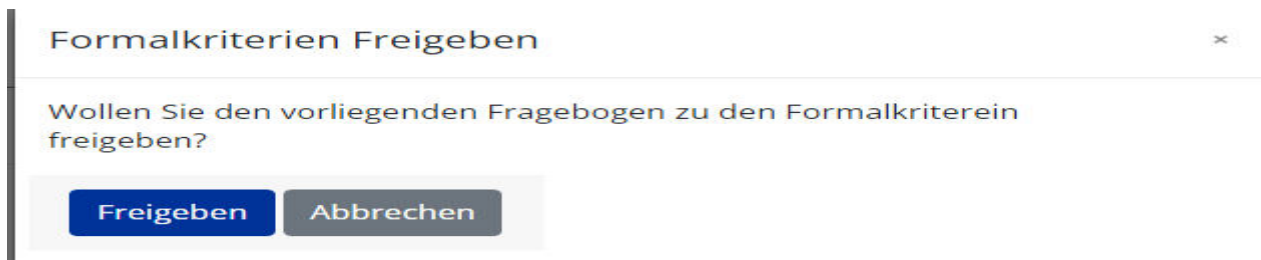 Formalkriterien Freigeben ×
Wollen Sie den vorliegenden Fragebogen zu den Formalkriterein
freigeben?
Freigeben Abbrechen